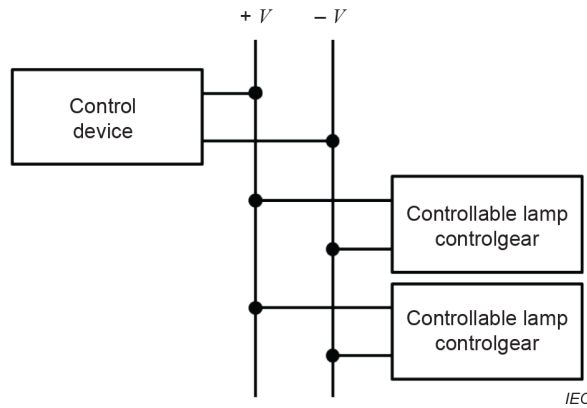 + V – V
Control
device
Controllable lamp
controlgear
Controllable lamp
controlgear
IEC